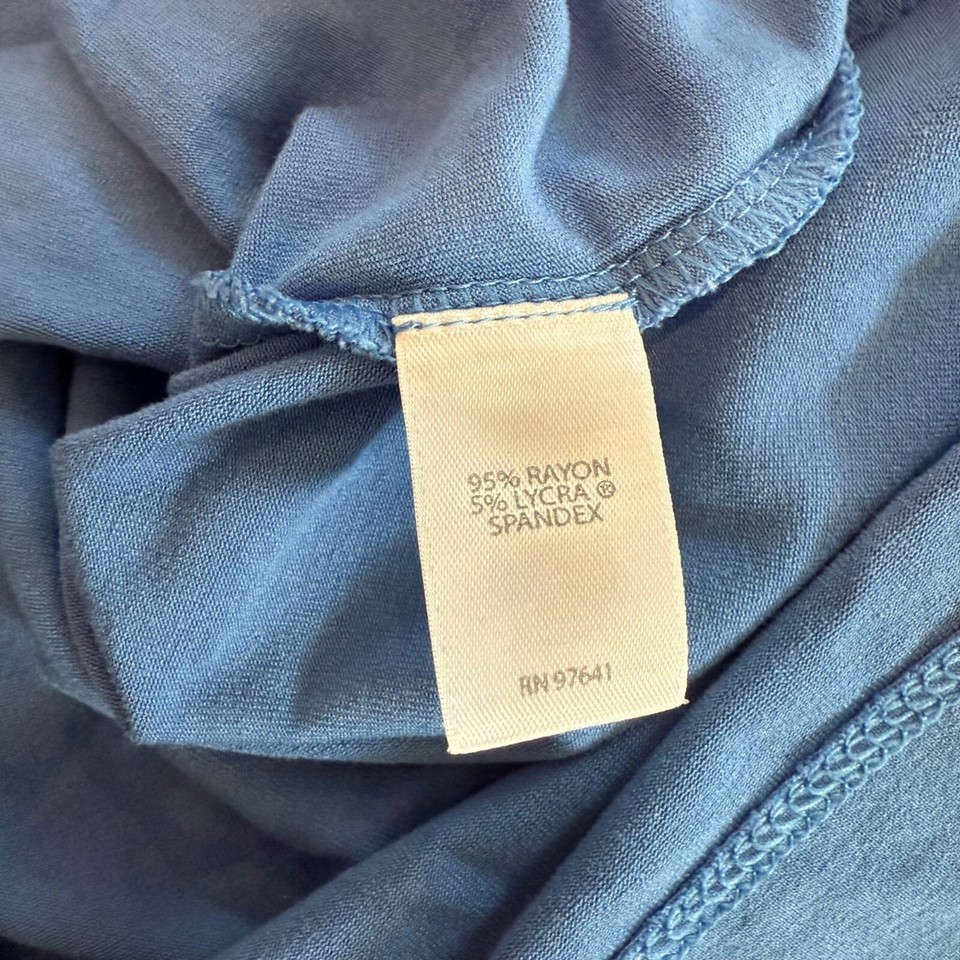 95% RAYON
5% LYCRA ®
SPANDEX
RN 97641